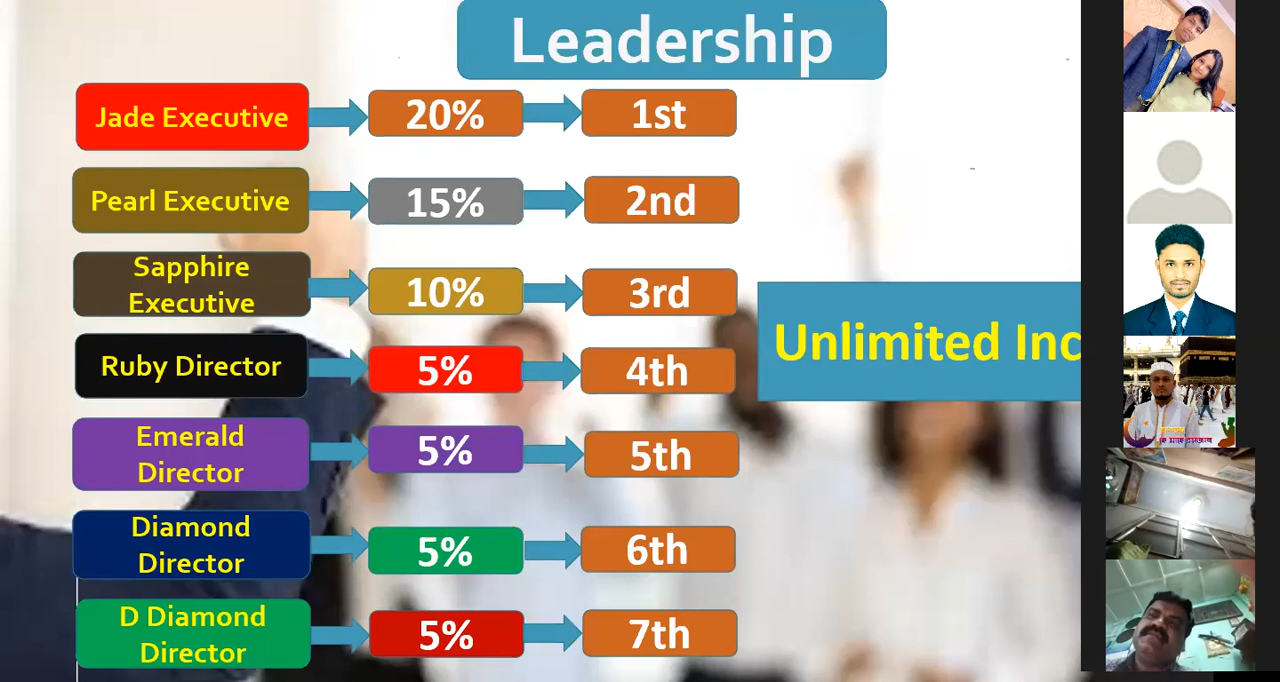 Leadership
Jade Executive
20%
1st
Pearl Executive
15%
2nd
Sapphire
Executive
10%
3rd
Unlimited Inc
Ruby Director
5%
4th
Emerald
Director
5%
5th
Diamond
Director
5%
6th
D Diamond
Director
5%
7th